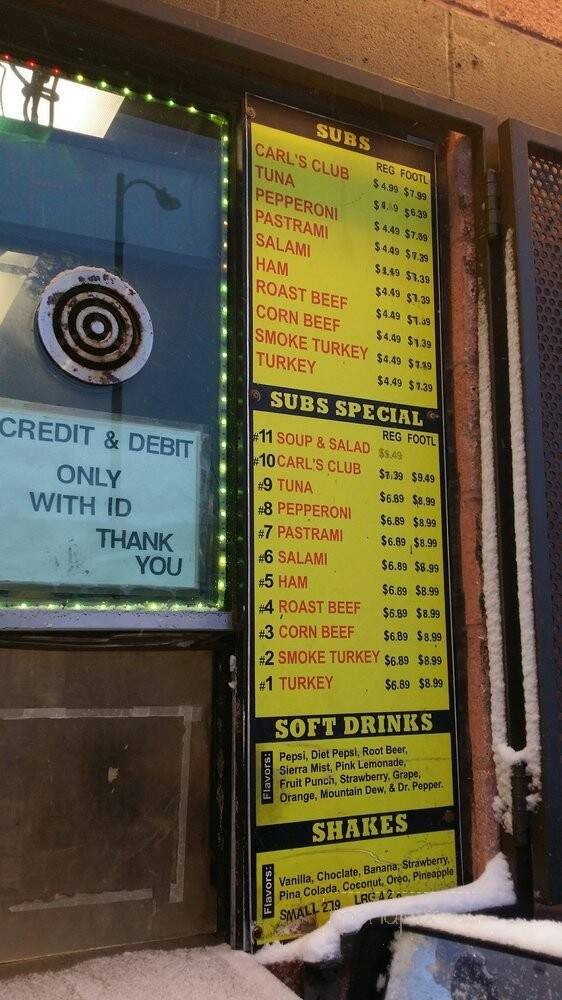 SUBS
REG FOOTL
CARL'S CLUB $4.99 $7.99
TUNA
PEPPERONI $4.49
PASTRAMI $4.49
SALAMI $4.49
HAM
ROAST BEEF $4.49
CORN BEEF $4.49
SMOKE TURKEY $4.49
TURKEY $4.49
SUBS SPECIAL
REG FOOTL
#11 SOUP & SALAD
#10 CARL'S CLUB $7.39 $9.49
#9 TUNA $6.89 $8.99
#8 PEPPERONI $6.89 $8.99
#7 PASTRAMI $6.89 $8.99
#6 SALAMI $6.89 $8.99
#5 HAM $6.89 $8.99
#4 ROAST BEEF $6.89 $8.99
#3 CORN BEEF $6.89 $8.99
#2 SMOKE TURKEY $6.89 $8.99
#1 TURKEY $6.89 $8.99
SOFT DRINKS
Flavors:
Pepsi, Diet Pepsi, Root Beer,
Sierra Mist, Pink Lemonade,
Fruit Punch, Strawberry, Grape,
Orange, Mountain Dew, & Dr. Pepper.
SHAKES
Flavors:
Vanilla, Choclate, Banana, Strawberry,
Pina Colada, Coconut, Oreo, Pineapple
SMALL 2.19 LRG
CREDIT & DEBIT
ONLY
WITH ID
THANK
YOU